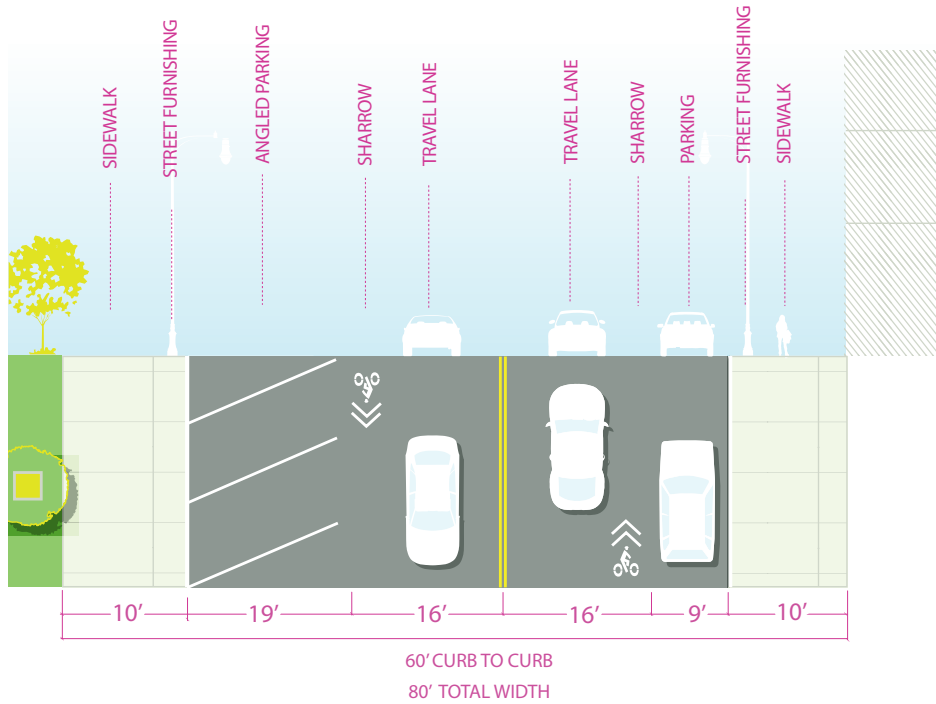 SIDEWALK
STREET FURNISHING
ANGLED PARKING
SHARROW
TRAVEL LANE
TRAVEL LANE
SHARROW
PARKING
STREET FURNISHING
SIDEWALK
10’
19’
16’
16’
9’
10’
60’ CURB TO CURB
80’ TOTAL WIDTH